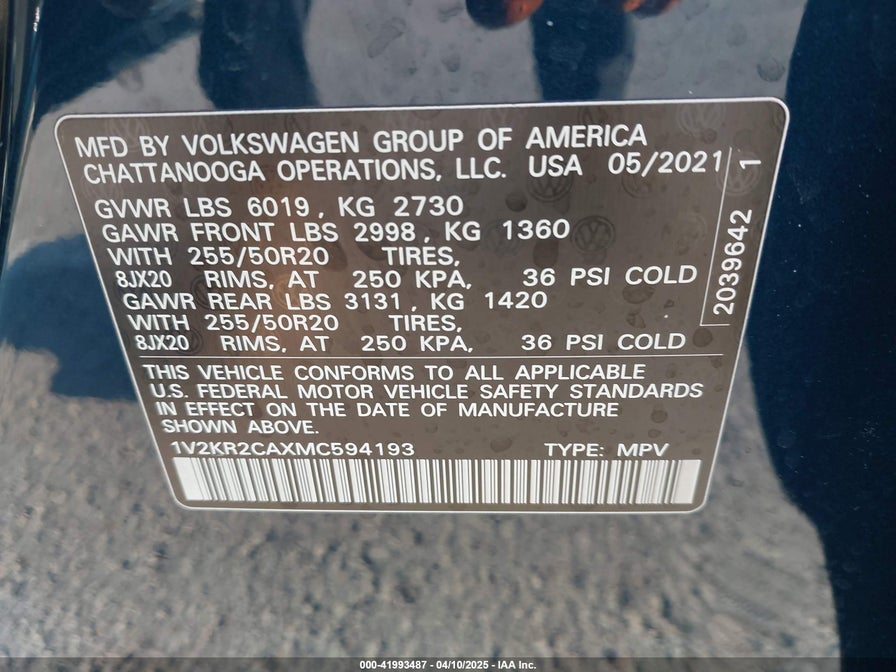 MFD BY VOLKSWAGEN GROUP OF AMERICA
CHATTANOOGA OPERATIONS, LLC. USA 05/2021
GVWR LBS 6019, KG 2730
GAWR FRONT LBS 2998, KG 1360
WITH 255/50R20 TIRES,
8JX20 RIMS, AT 250 KPA, 36 PSI COLD
GAWR REAR LBS 3131, KG 1420
WITH 255/50R20 TIRES,
8JX20 RIMS, AT 250 KPA, 36 PSI COLD
2039642 1
THIS VEHICLE CONFORMS TO ALL APPLICABLE
U.S. FEDERAL MOTOR VEHICLE SAFETY STANDARDS
IN EFFECT ON THE DATE OF MANUFACTURE
SHOWN ABOVE.
1V2KR2CAXMC594193 TYPE: MPV
000-41993487 / 04/10/2025 — IAA Inc.